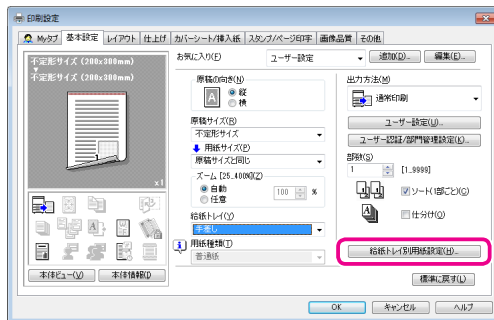 印刷設定
Myタブ 基本設定 レイアウト 仕上げ カバーシート/挿入紙 スタンプ/ページ印字 画像品質 その他
不定形サイズ (200x300mm)
不定形サイズ (200x300mm)
x1
本体ビュー(V) 本体情報(I)
お気に入り(F) ユーザー設定 追加(D)... 編集(E)...
原稿の向き(N)
A
縦
横
原稿サイズ(R)
不定形サイズ
用紙サイズ(P)
原稿サイズと同じ
ズーム [25..400%](Z)
自動
任意
100 %
給紙トレイ(Y)
手差し
用紙種類(T)
普通紙
出力方法(M)
通常印刷
ユーザー設定(U)...
ユーザー認証/部門管理設定(K)...
部数(S)
1 [1..9999]
ソート(1部ごと)(O)
仕分け(O)
給紙トレイ別用紙設定(H)...
標準に戻す(L)
OK キャンセル ヘルプ